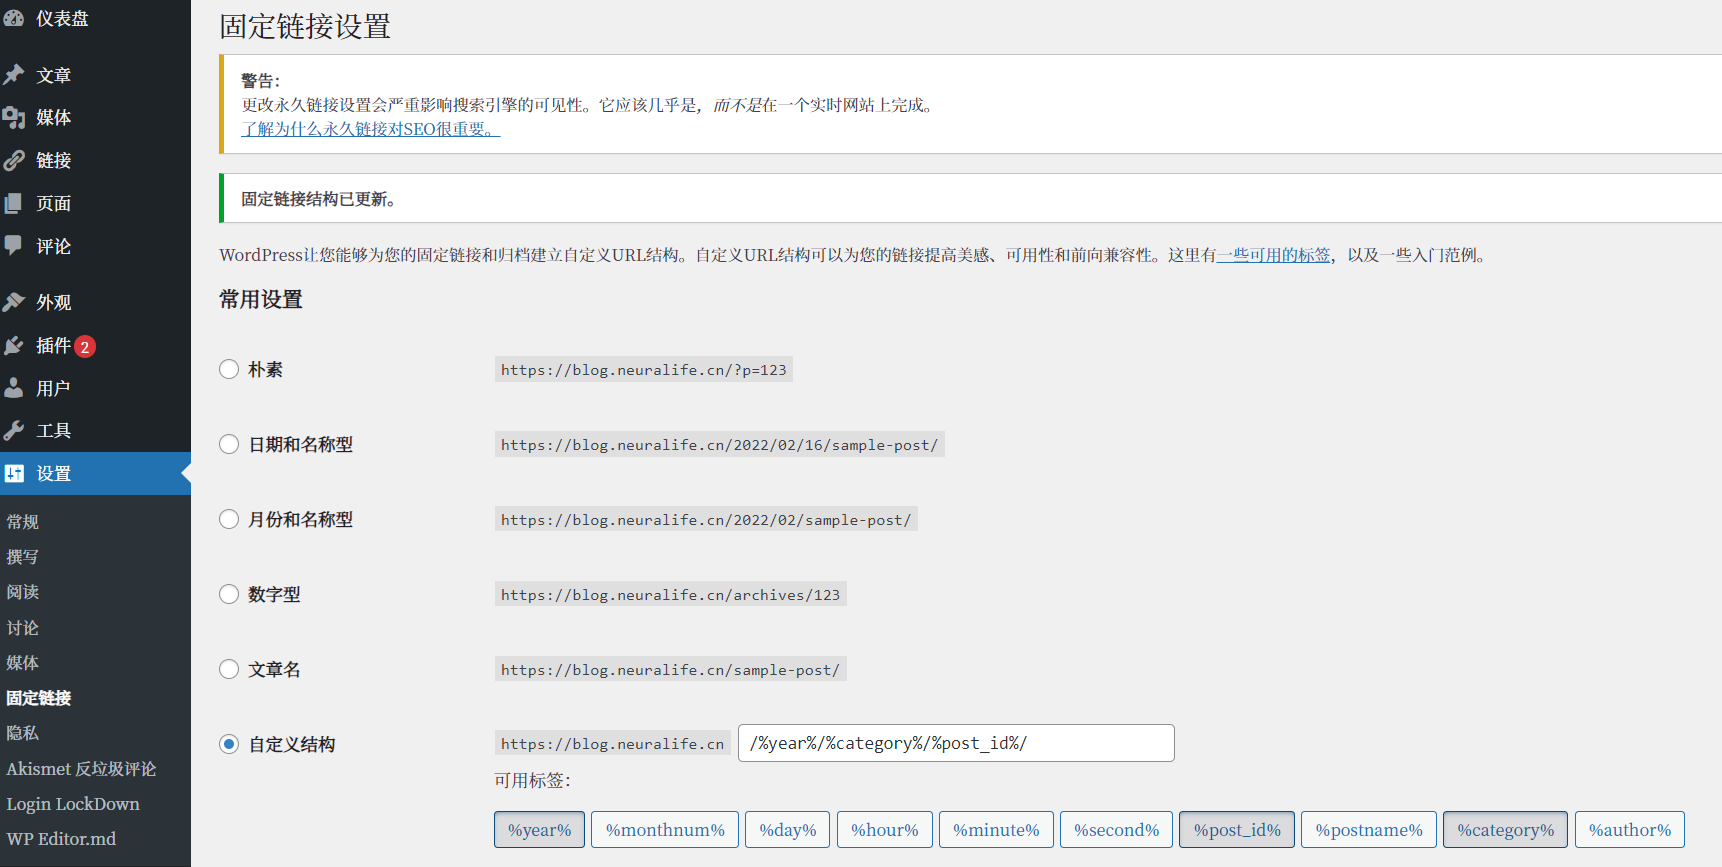 仪表盘
文章
媒体
链接
页面
评论
外观
插件 2
用户
工具
设置
常规
撰写
阅读
讨论
媒体
固定链接
隐私
Akismet 反垃圾评论
Login LockDown
WP Editor.md
固定链接设置
警告：
更改永久链接设置会严重影响搜索引擎的可见性。它应该几乎是，而不是在一个实时网站上完成。
了解为什么永久链接对SEO很重要。
固定链接结构已更新。
WordPress让您能够为您的固定链接和归档建立自定义URL结构。自定义URL结构可以为您的链接提高美感、可用性和前向兼容性。这里有一些可用的标签，以及一些入门范例。
常用设置
朴素 https://blog.neuralife.cn/?p=123
日期和名称型 https://blog.neuralife.cn/2022/02/16/sample-post/
月份和名称型 https://blog.neuralife.cn/2022/02/sample-post/
数字型 https://blog.neuralife.cn/archives/123
文章名 https://blog.neuralife.cn/sample-post/
自定义结构 https://blog.neuralife.cn /%year%/%category%/%post_id%/
可用标签：
%year% %monthnum% %day% %hour% %minute% %second% %post_id% %postname% %category% %author%